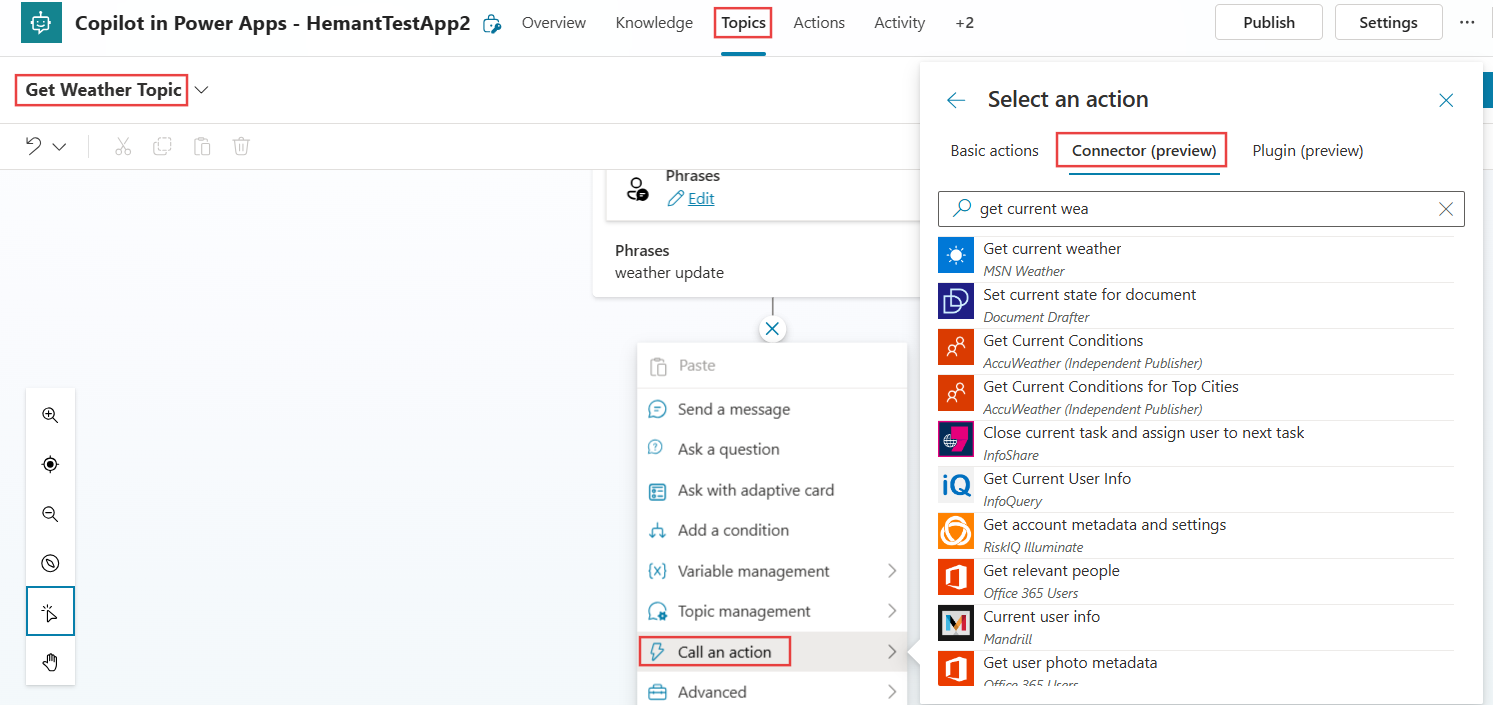 Copilot in Power Apps - HemantTestApp2 Overview Knowledge Topics Actions Activity +2 Publish Settings
Get Weather Topic
Phrases
Edit
Phrases
weather update
Paste
Send a message
Ask a question
Ask with adaptive card
Add a condition
Variable management
Topic management
Call an action
Advanced
Select an action
Basic actions Connector (preview) Plugin (preview)
get current wea
Get current weather
MSN Weather
Set current state for document
Document Drafter
Get Current Conditions
AccuWeather (Independent Publisher)
Get Current Conditions for Top Cities
AccuWeather (Independent Publisher)
Close current task and assign user to next task
InfoShare
iQ
Get Current User Info
InfoQuery
Get account metadata and settings
RiskIQ Illuminate
Get relevant people
Office 365 Users
Current user info
Mandrill
Get user photo metadata
Office 365 Users